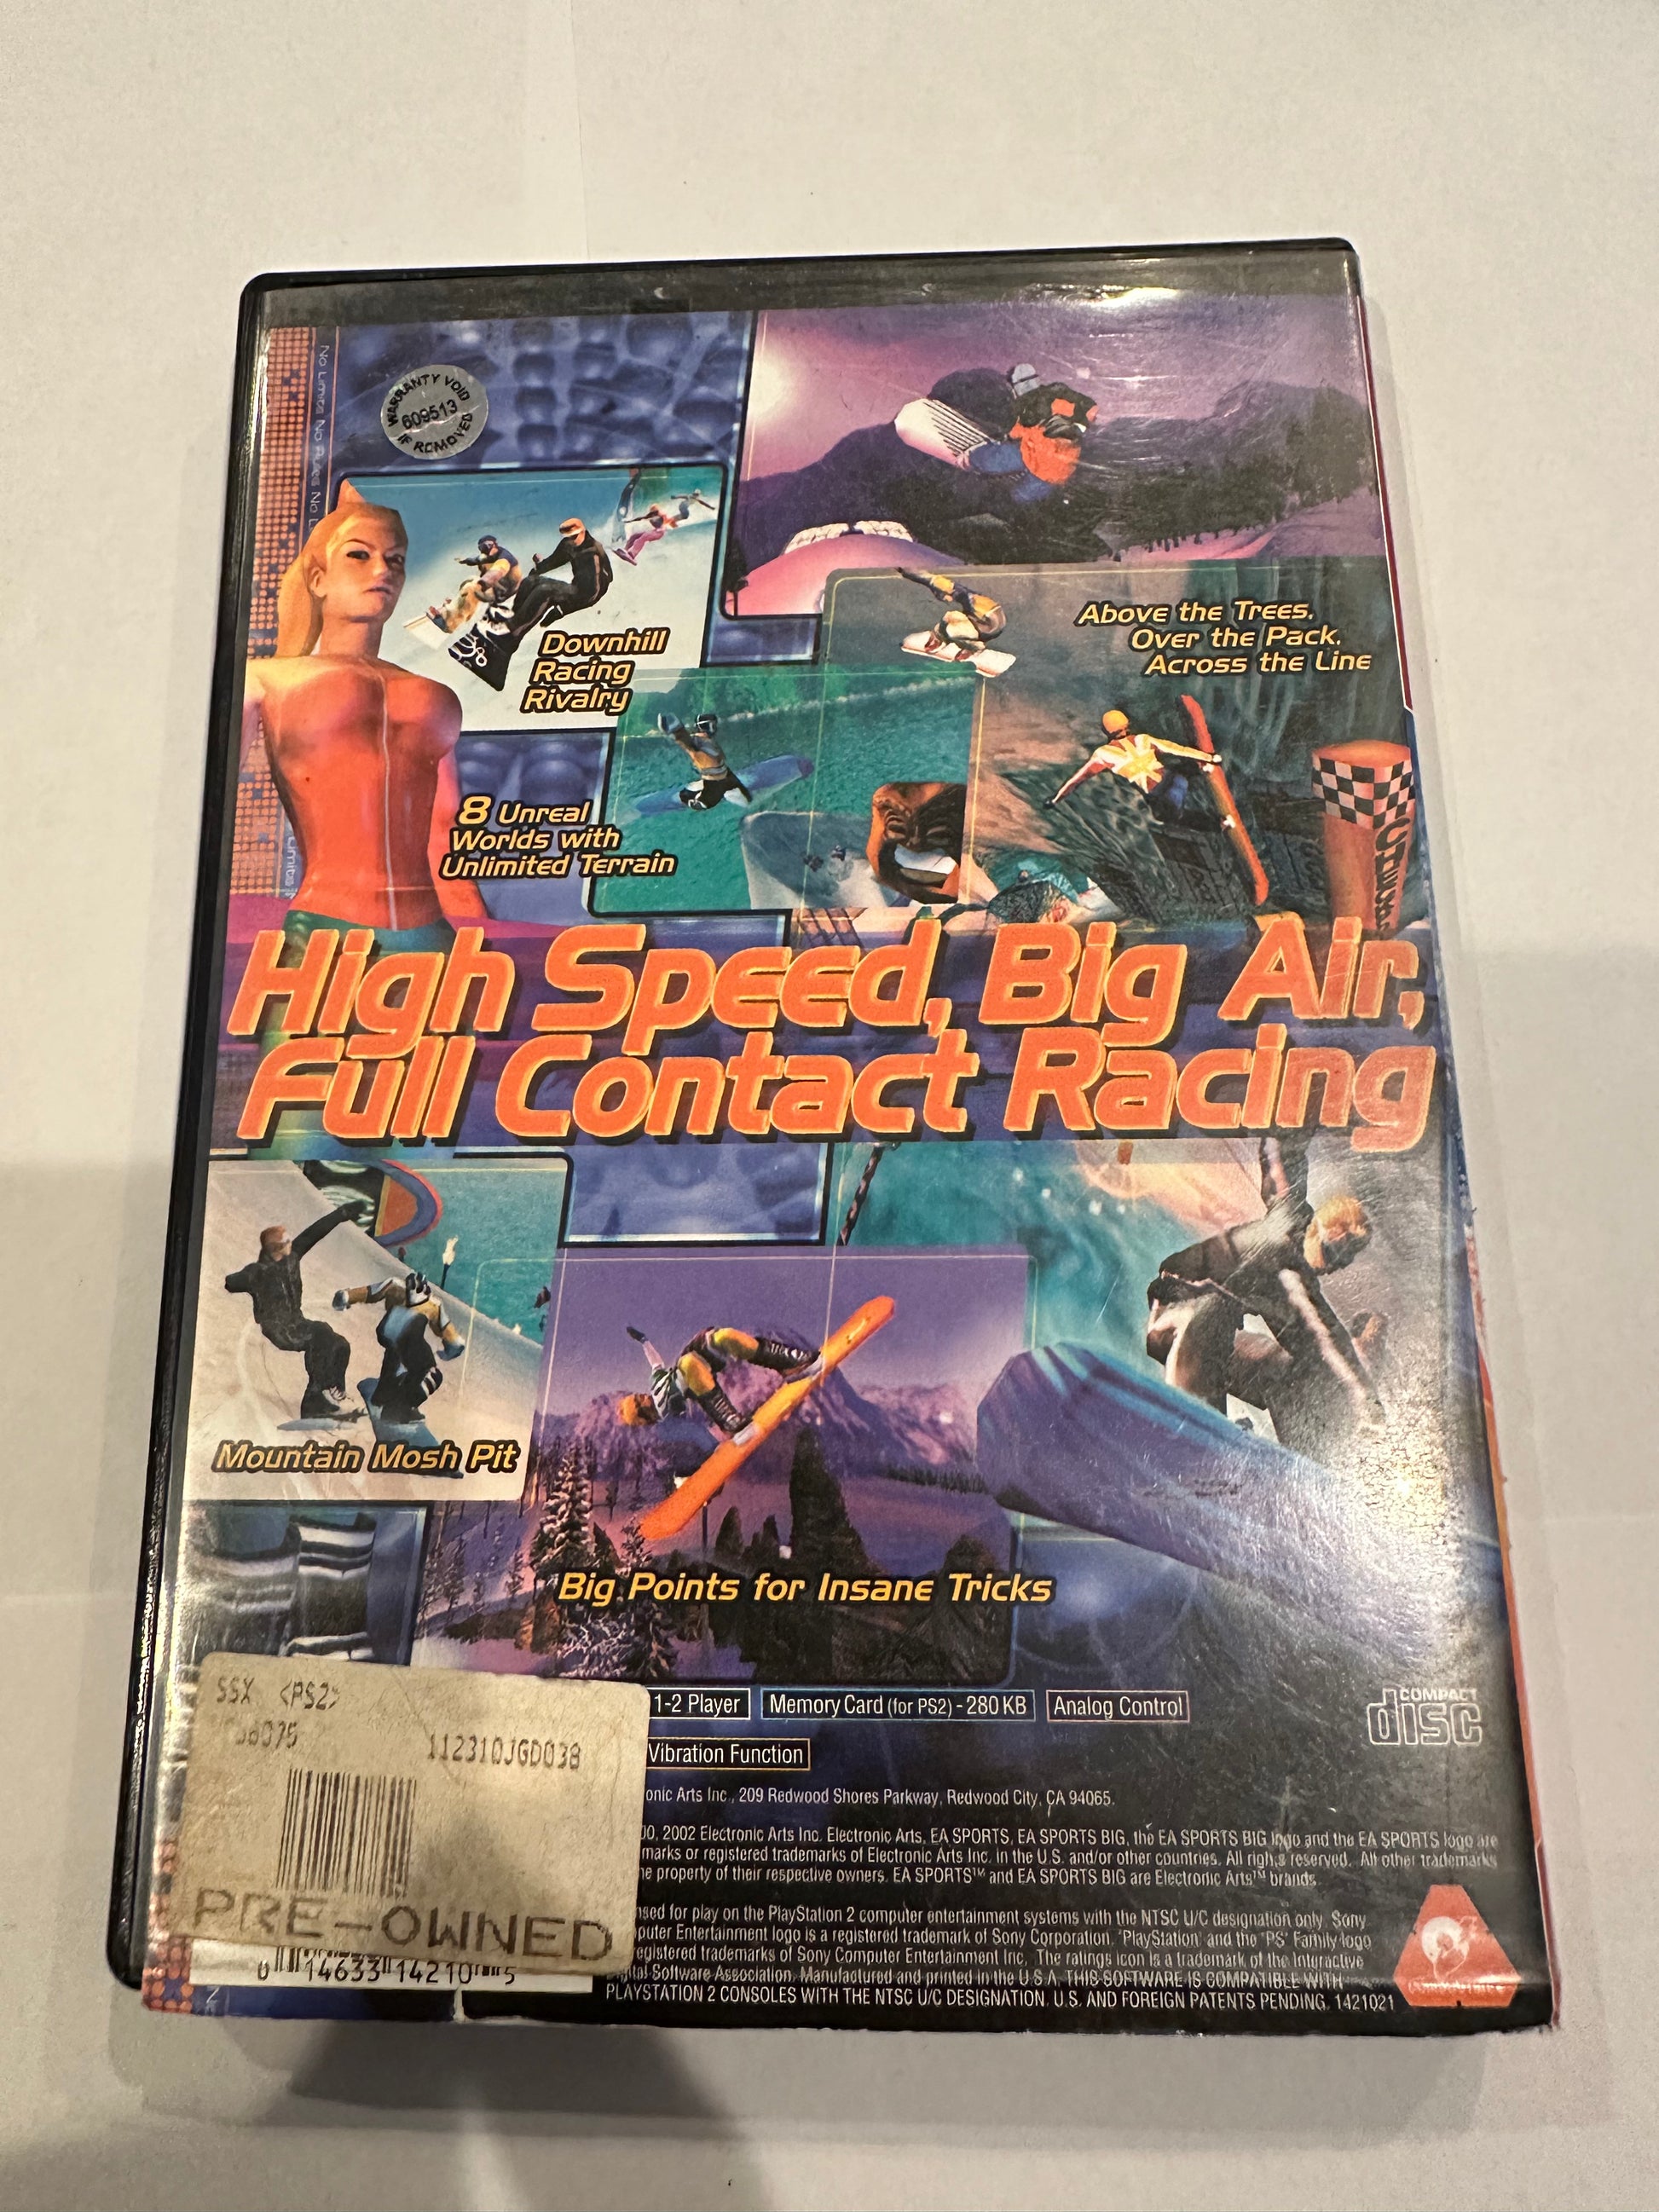 No Limits No Rules No L
WARRANTY VOID
609513
IF REMOVED
Downhill
Racing
Rivalry
Above the Trees,
Over the Pack,
Across the Line
8 Unreal
Worlds with
Unlimited Terrain
High Speed, Big Air,
Full Contact Racing
Mountain Mosh Pit
Big Points for Insane Tricks
SSX <PS2>
112310JGD038
PRE-OWNED
1-2 Player
Memory Card (for PS2) - 280 KB
Analog Control
Vibration Function
COMPACT
disc
onic Arts Inc., 209 Redwood Shores Parkway, Redwood City, CA 94065.
00, 2002 Electronic Arts Inc. Electronic Arts, EA SPORTS, EA SPORTS BIG, the EA SPORTS BIG logo and the EA SPORTS logo are
marks or registered trademarks of Electronic Arts Inc. in the U.S. and/or other countries. All rights reserved. All other trademarks
e property of their respective owners. EA SPORTS™ and EA SPORTS BIG are Electronic Arts™ brands.
nsed for play on the PlayStation 2 computer entertainment systems with the NTSC U/C designation only. Sony
puter Entertainment logo is a registered trademark of Sony Corporation. "PlayStation" and the "PS" Family logo
registered trademarks of Sony Computer Entertainment Inc. The ratings icon is a trademark of the Interactive
Digital Software Association. Manufactured and printed in the U.S.A. THIS SOFTWARE IS COMPATIBLE WITH
PLAYSTATION 2 CONSOLES WITH THE NTSC U/C DESIGNATION. U.S. AND FOREIGN PATENTS PENDING. 1421021
0 14633 14210 5